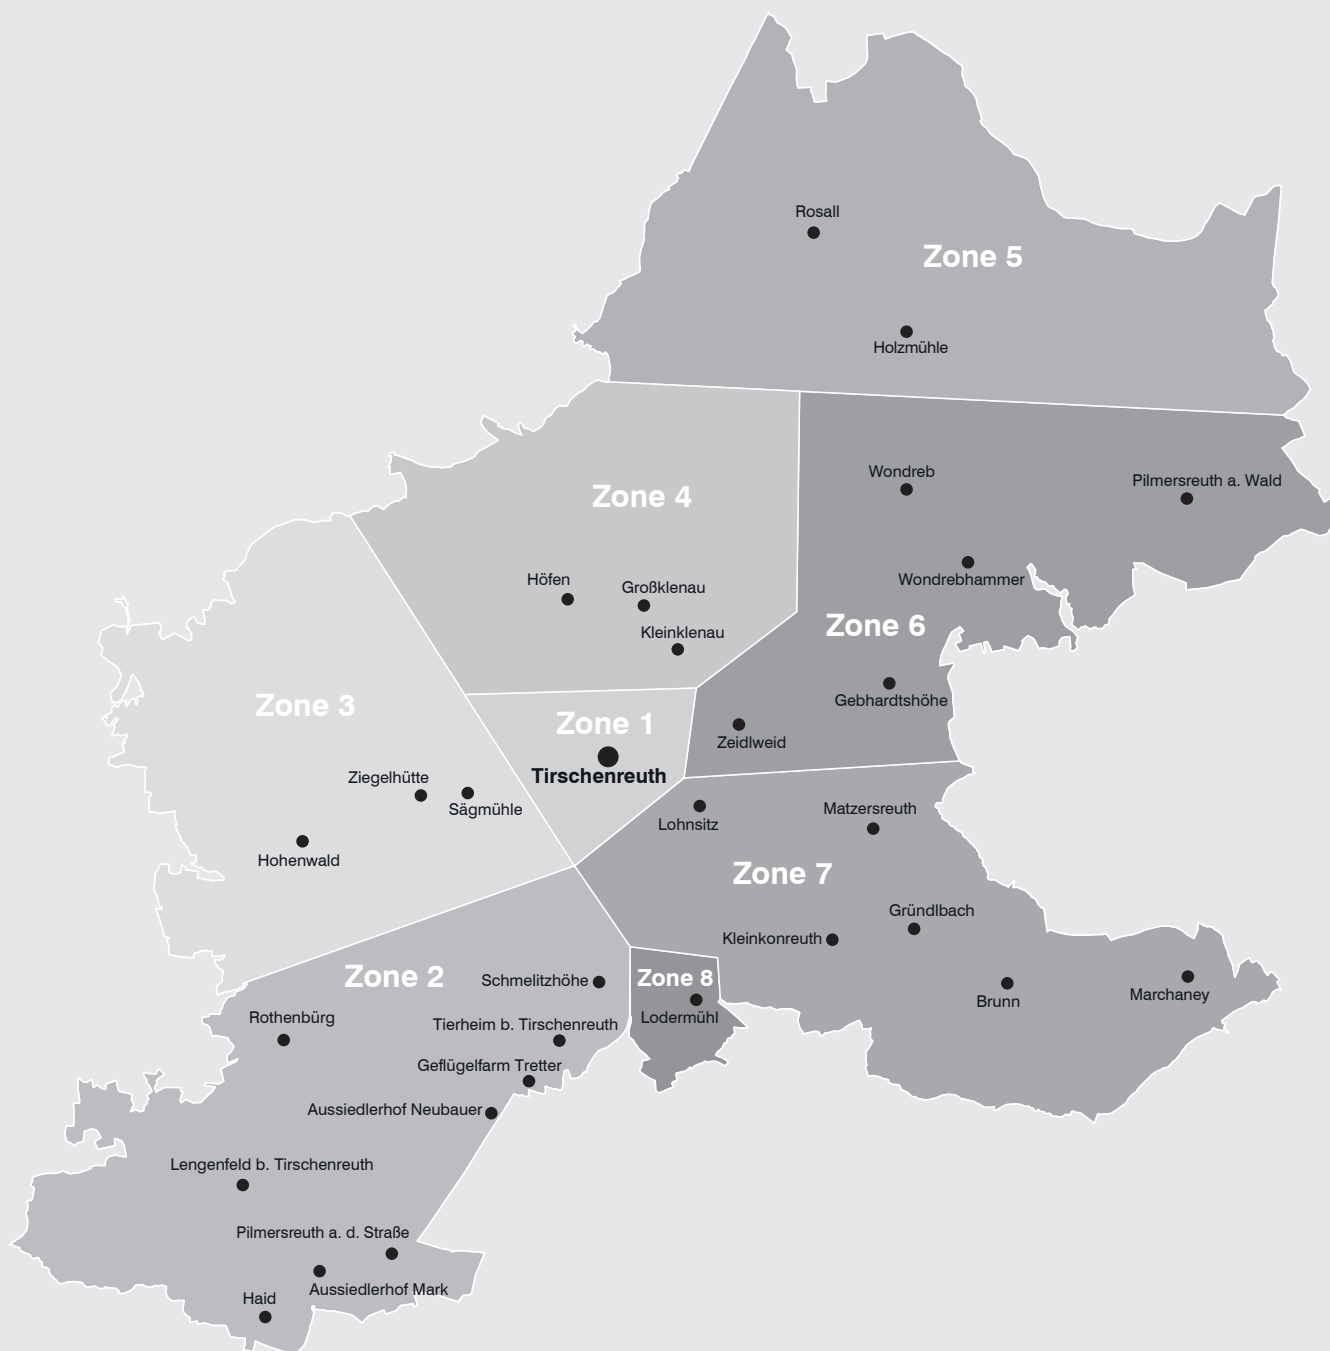 Rosall
Zone 5
Holzmühle
Wondreb
Pilmersreuth a. Wald
Zone 4
Höfen
Großklenau
Wondrebhammer
Kleinklenau
Zone 6
Gebhardtshöhe
Zone 3
Zone 1
Zeidlweid
Tirschenreuth
Ziegelhütte
Sägmühle
Lohnsitz
Matzersreuth
Hohenwald
Zone 7
Gründlbach
Kleinkonreuth
Zone 2
Schmelitzhöhe
Zone 8
Brunn
Marchaney
Rothenbürg
Tierheim b. Tirschenreuth
Lodermühl
Geflügelfarm Tretter
Aussiedlerhof Neubauer
Lengenfeld b. Tirschenreuth
Pilmersreuth a. d. Straße
Aussiedlerhof Mark
Haid